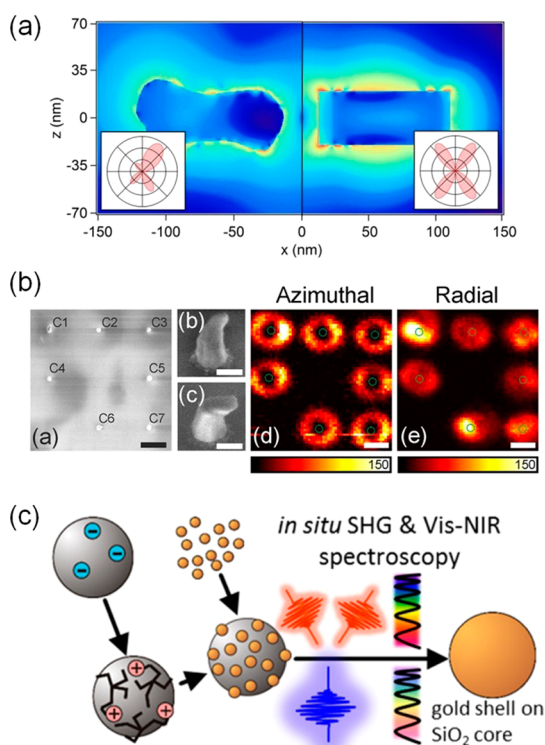 (a)
70
35
0
-35
-70
z (nm)
-150
-100
-50
0
50
100
150
x (nm)
(b)
Azimuthal
Radial
C1
C2
C3
C4
C5
C6
C7
(a)
(b)
(c)
(d)
(e)
150
150
(c)
in situ SHG & Vis-NIR
spectroscopy
gold shell on
SiO₂ core